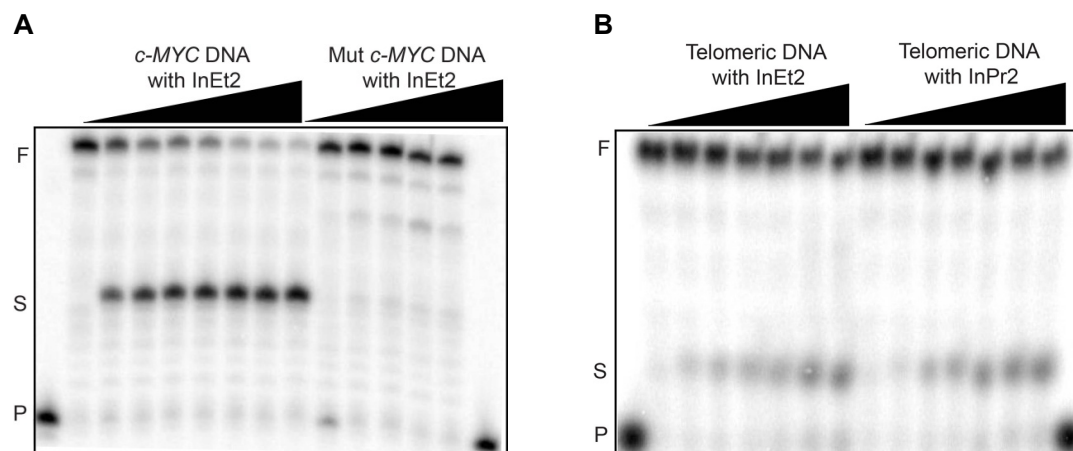 A
c-MYC DNA
with InEt2
Mut c-MYC DNA
with InEt2
F
S
P
B
Telomeric DNA
with InEt2
Telomeric DNA
with InPr2
F
S
P